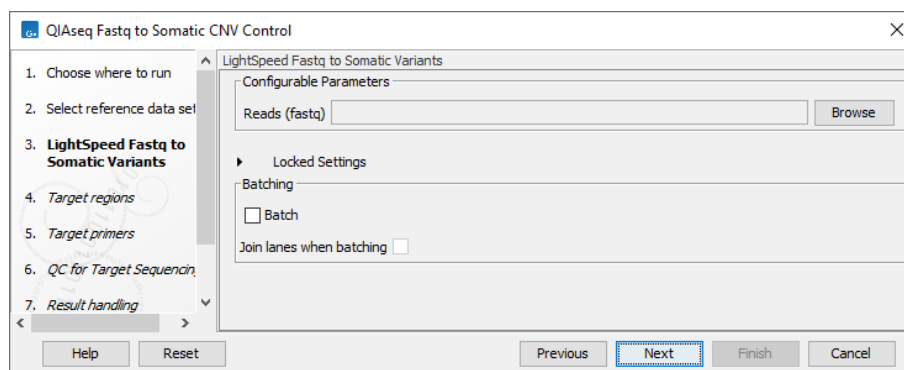 QIAseq Fastq to Somatic CNV Control
1. Choose where to run
2. Select reference data set
3. LightSpeed Fastq to
Somatic Variants
4. Target regions
5. Target primers
6. QC for Target Sequencin
7. Result handling
LightSpeed Fastq to Somatic Variants
Configurable Parameters
Reads (fastq)
Browse
Locked Settings
Batching
Batch
Join lanes when batching
Help
Reset
Previous
Next
Finish
Cancel